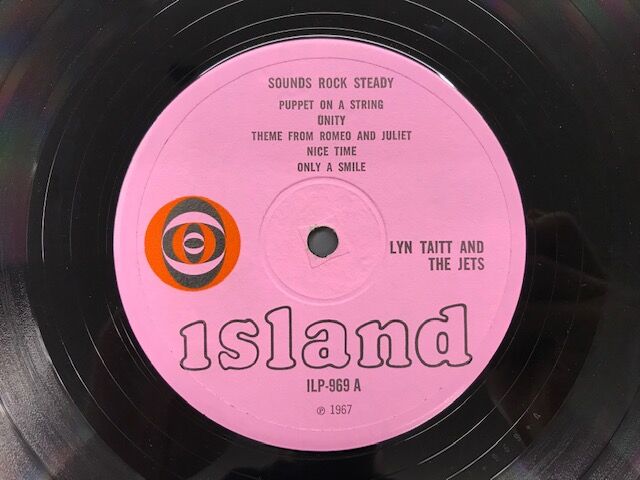 SOUNDS ROCK STEADY
PUPPET ON A STRING
UNITY
THEME FROM ROMEO AND JULIET
NICE TIME
ONLY A SMILE
LYN TAITT AND
THE JETS
ısland
ILP-969 A
℗ 1967